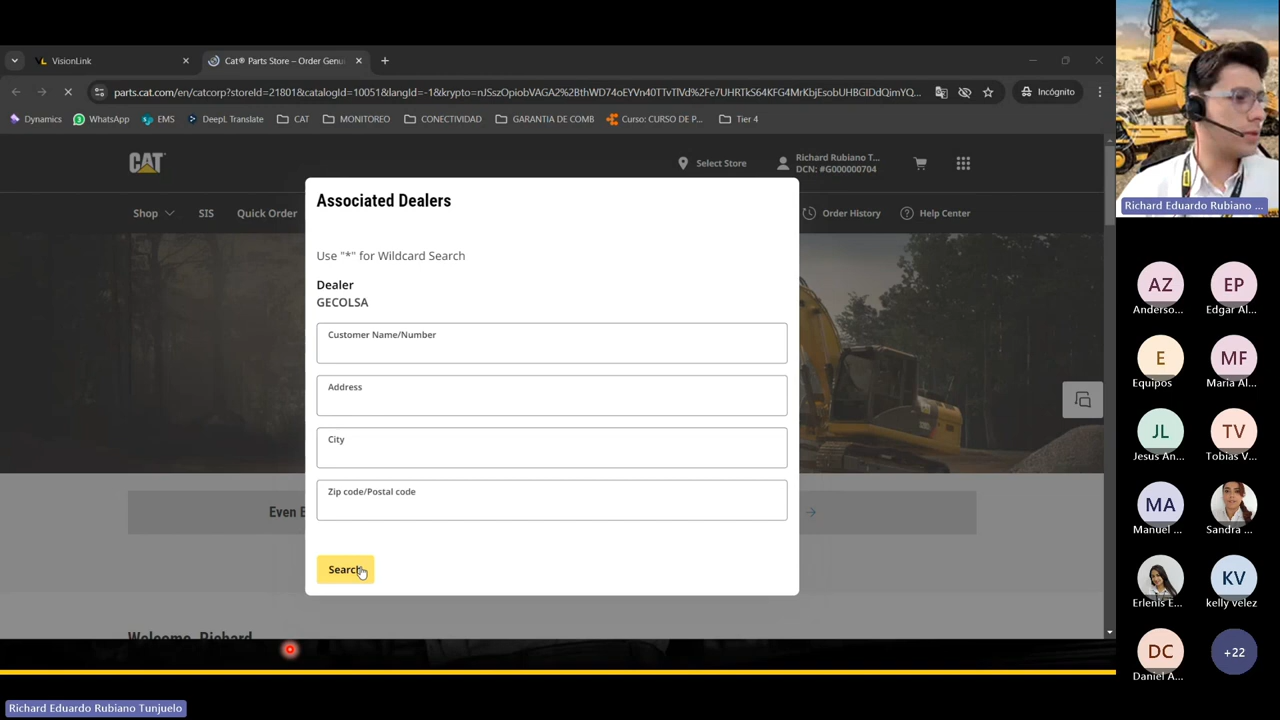 VisionLink
Cat® Parts Store – Order Genu
parts.cat.com/en/catcorp?storeId=21801&catalogId=10051&langId=-1&krypto=nJSszOpiobVAGA2%2BthWD74oEYVn40TTvTlVd%2Fe7UHRTkS64KFG4MrKbjEsobUHBGIDdQimYQ...
Incógnito
Dynamics
WhatsApp
EMS
DeepL Translate
CAT
MONITOREO
CONECTIVIDAD
GARANTIA DE COMB
Curso: CURSO DE P...
Tier 4
CAT
Select Store
Richard Rubiano T...
DCN: #G000000704
Shop
SIS
Quick Order
Order History
Help Center
Associated Dealers
Use "*" for Wildcard Search
Dealer
GECOLSA
Customer Name/Number
Address
City
Zip code/Postal code
Search
Even
Welcome, Richard
Richard Eduardo Rubiano Tunjuelo
Richard Eduardo Rubiano ...
AZ
Anderso...
EP
Edgar Al...
E
Equipos
MF
Maria Al...
JL
Jesus An...
TV
Tobias V...
MA
Manuel ...
Sandra ...
Erlenis E...
KV
kelly velez
DC
Daniel A...
+22